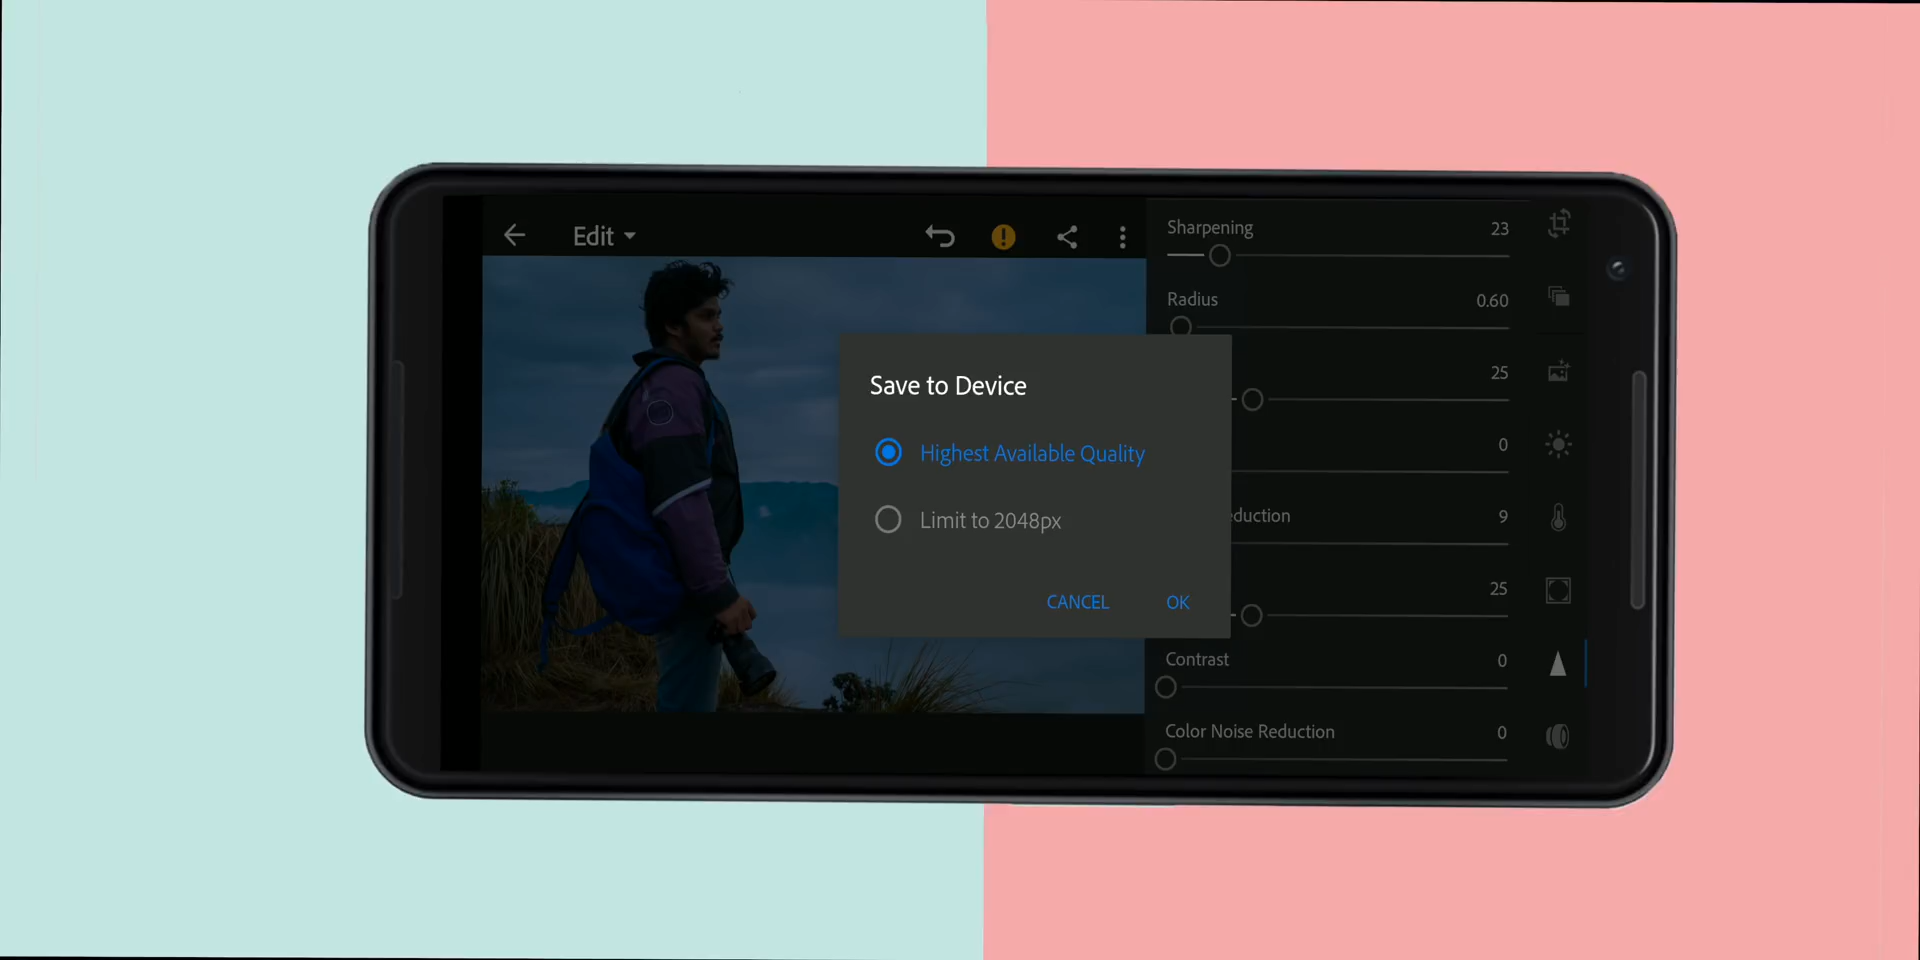 Edit
Sharpening 23
Radius 0.60
25
0
eduction 9
25
Contrast 0
Color Noise Reduction 0
Save to Device
Highest Available Quality
Limit to 2048px
CANCEL OK